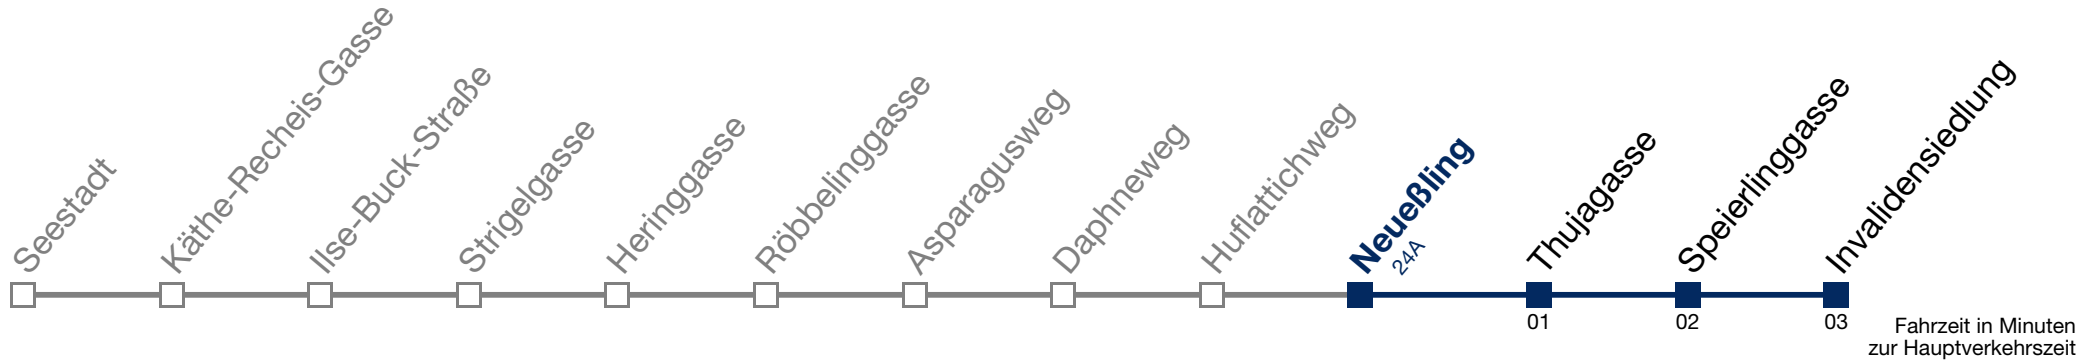 Seestadt
Käthe-Recheis-Gasse
Ilse-Buck-Straße
Strigelgasse
Heringgasse
Röbbelinggasse
Asparagusweg
Daphneweg
Huflattichweg
Neueßling
24A
Thujagasse
Speierlinggasse
Invalidensiedlung
01
02
03
Fahrzeit in Minuten
zur Hauptverkehrszeit